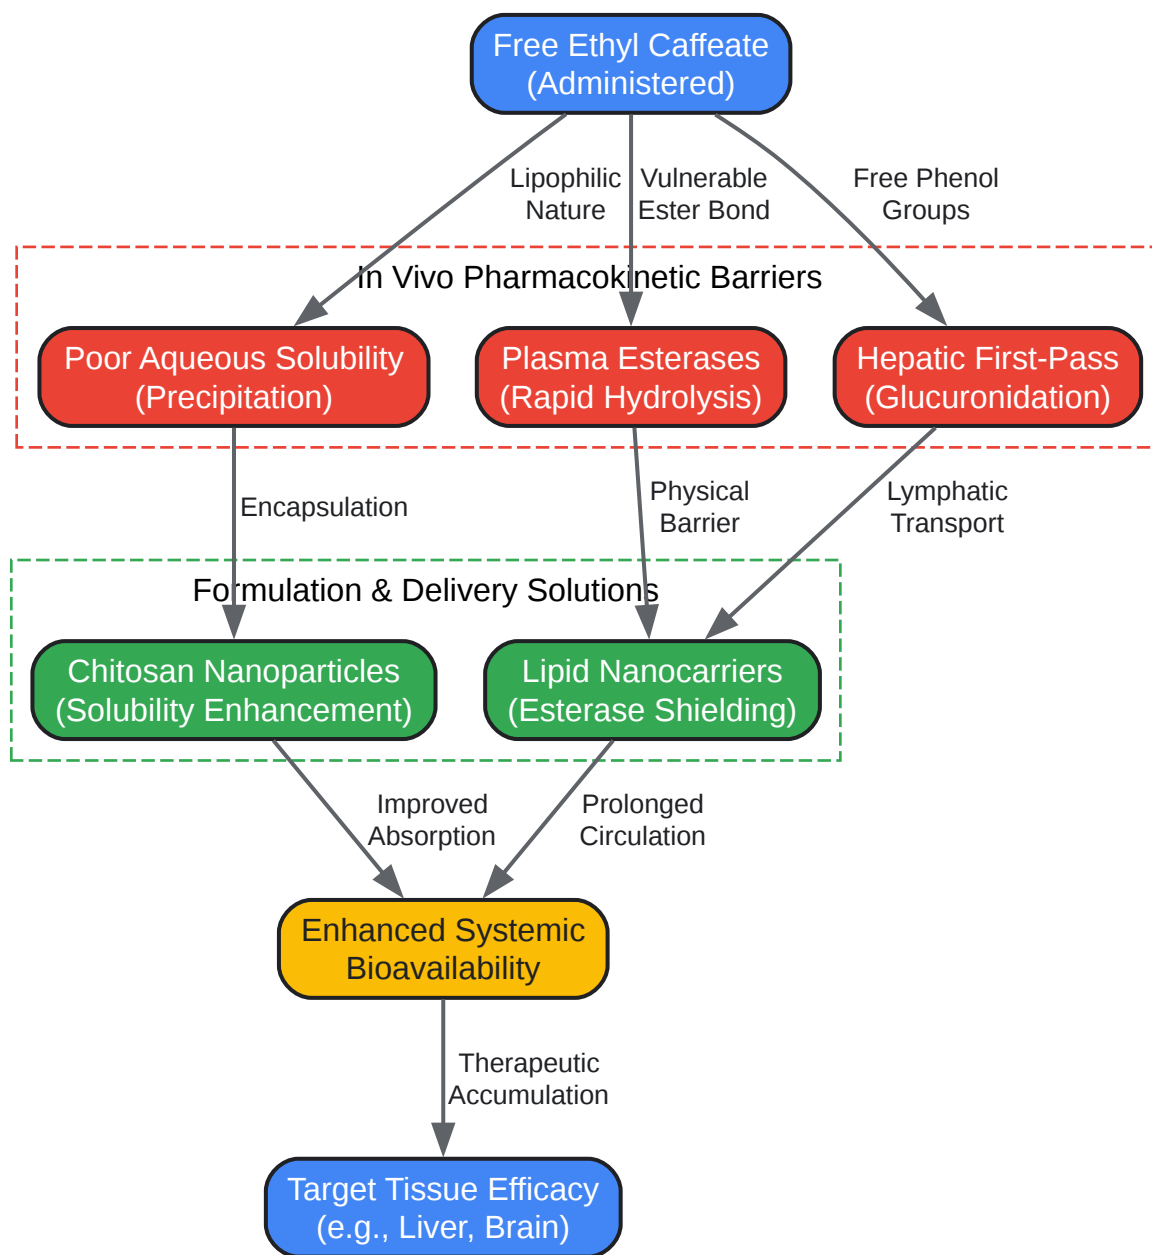 Free Ethyl Caffeate
(Administered)
Lipophilic
Nature
Vulnerable
Ester Bond
Free Phenol
Groups
In Vivo Pharmacokinetic Barriers
Poor Aqueous Solubility
(Precipitation)
Plasma Esterases
(Rapid Hydrolysis)
Hepatic First-Pass
(Glucuronidation)
Encapsulation
Physical
Barrier
Lymphatic
Transport
Formulation & Delivery Solutions
Chitosan Nanoparticles
(Solubility Enhancement)
Lipid Nanocarriers
(Esterase Shielding)
Improved
Absorption
Prolonged
Circulation
Enhanced Systemic
Bioavailability
Therapeutic
Accumulation
Target Tissue Efficacy
(e.g., Liver, Brain)